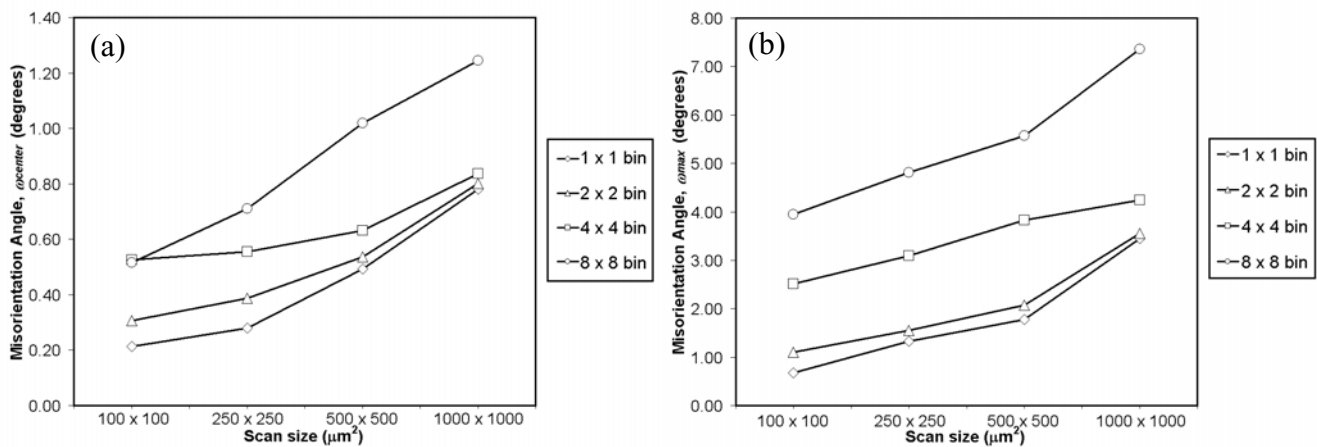 (a)
Misorientation Angle, ωcenter (degrees)
1.40
1.20
1.00
0.80
0.60
0.40
0.20
0.00
100 x 100 250 x 250 500 x 500 1000 x 1000
Scan size (μm²)
1 x 1 bin
2 x 2 bin
4 x 4 bin
8 x 8 bin
(b)
Misorientation Angle, ωmax (degrees)
8.00
7.00
6.00
5.00
4.00
3.00
2.00
1.00
0.00
100 x 100 250 x 250 500 x 500 1000 x 1000
Scan size (μm²)
1 x 1 bin
2 x 2 bin
4 x 4 bin
8 x 8 bin